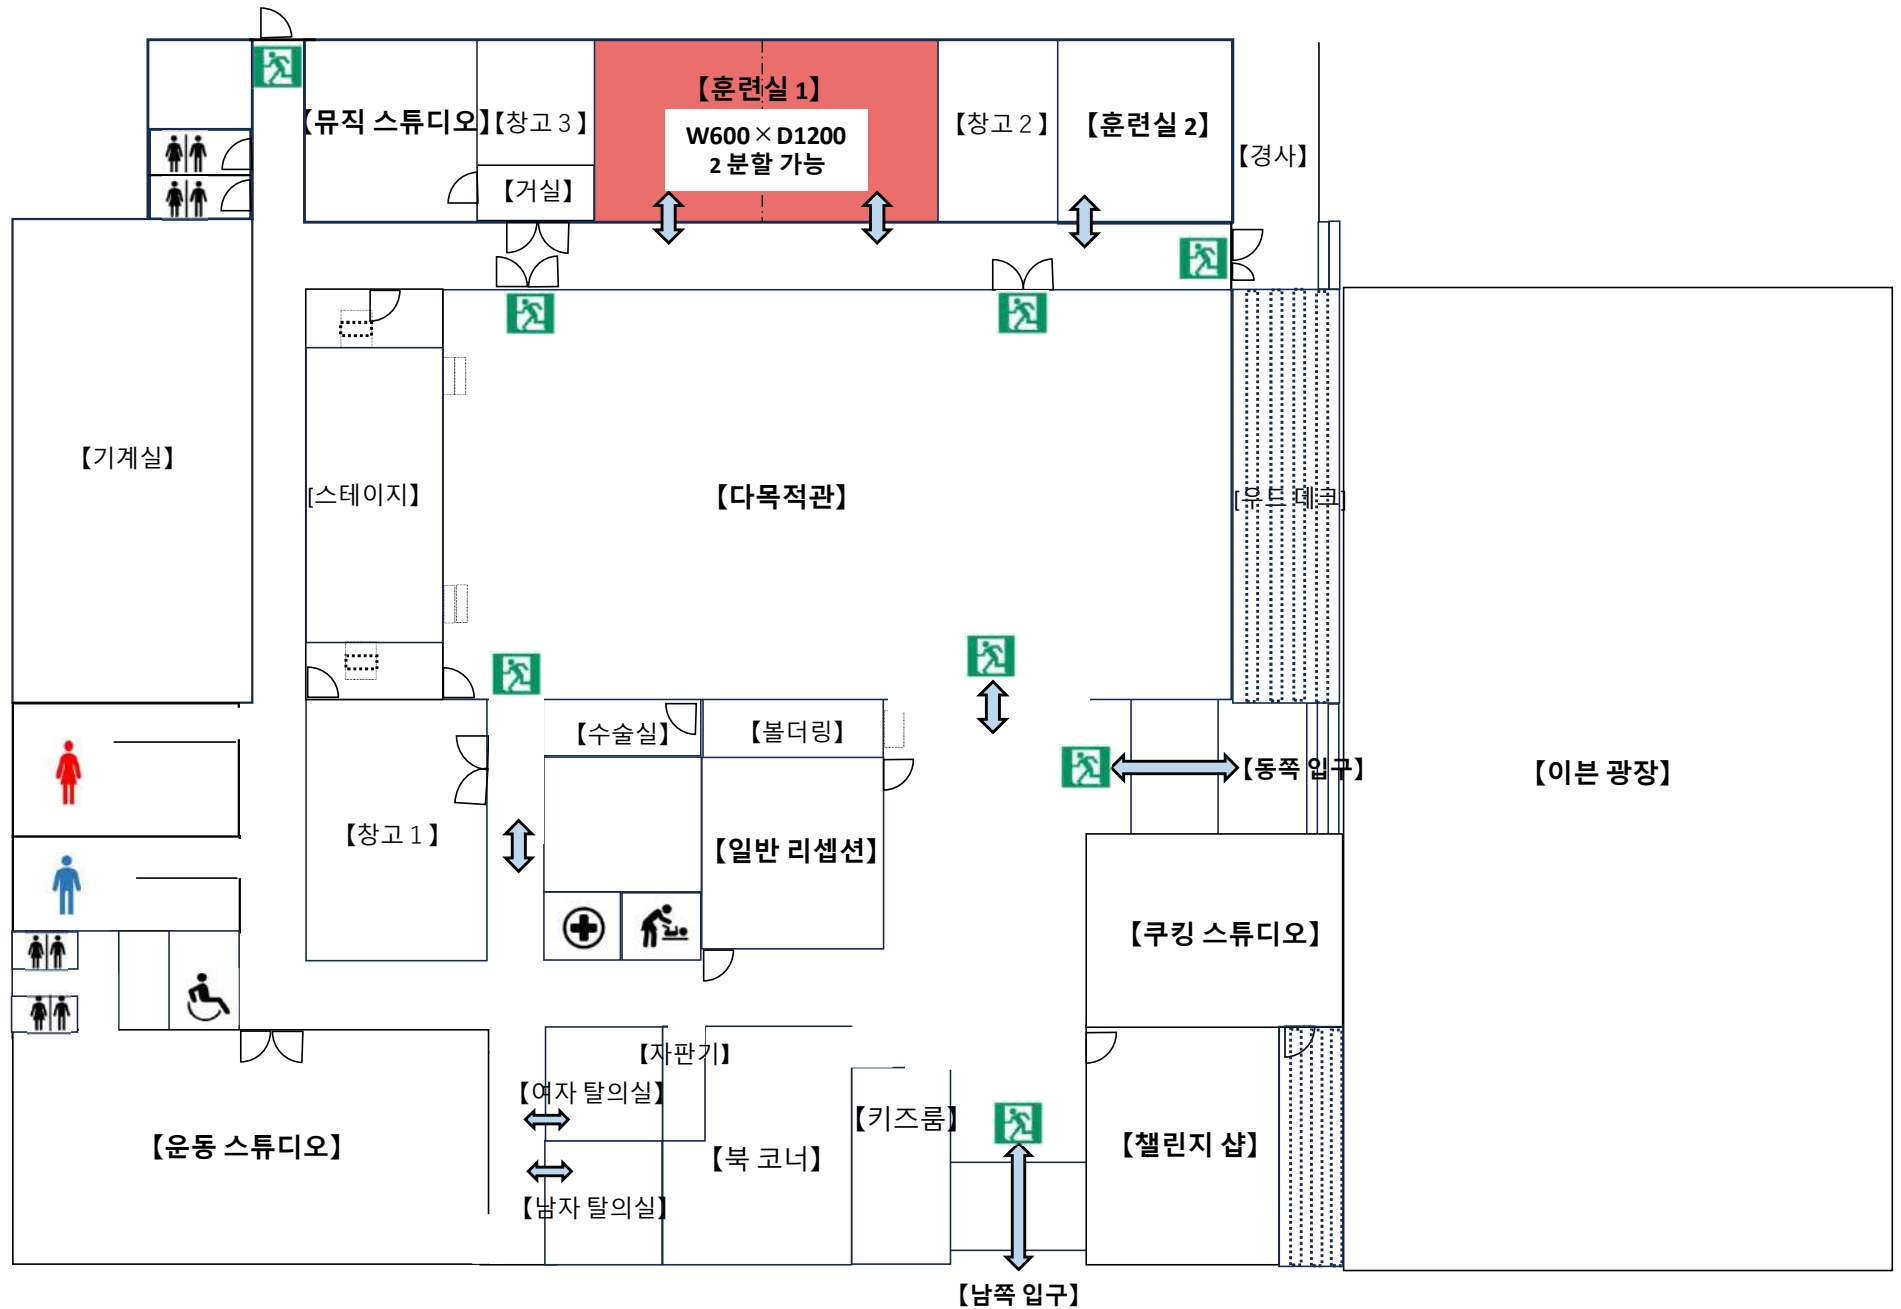 【뮤직 스튜디오】
【창고３】
【거실】
【훈련실 1】
W600×D1200
2 분할 가능
【창고２】
【훈련실 2】
【경사】
【기계실】
[스테이지】
【다목적관】
[우드 데크]
【수술실】
【볼더링】
【동쪽 입구】
【이븐 광장】
【창고１】
【일반 리셉션】
【쿠킹 스튜디오】
【자판기】
【여자 탈의실】
【키즈룸】
【운동 스튜디오】
【북 코너】
【챌린지 샵】
【남자 탈의실】
【남쪽 입구】